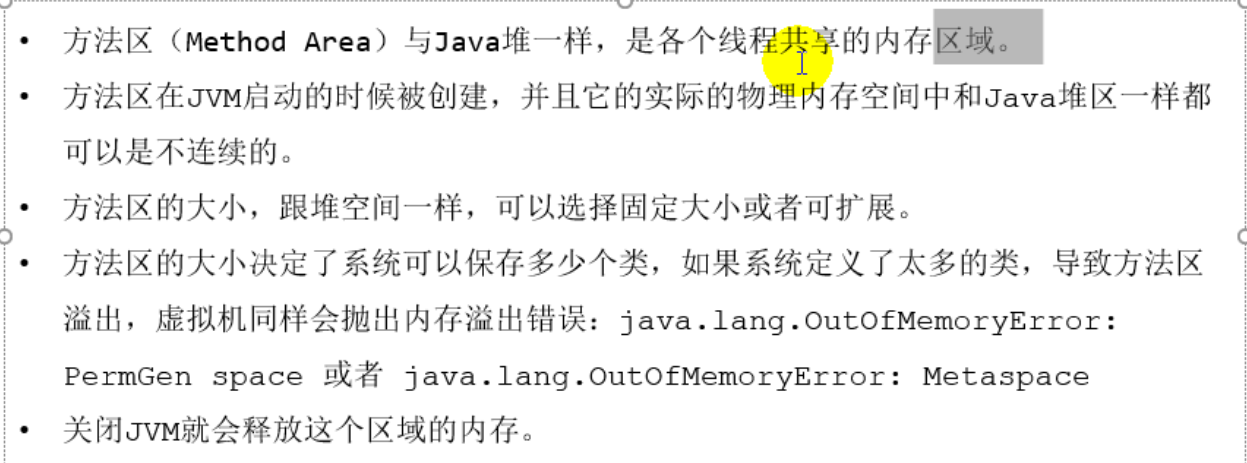 • 方法区（Method Area）与Java堆一样，是各个线程共享的内存区域。
• 方法区在JVM启动的时候被创建，并且它的实际的物理内存空间中和Java堆区一样都
可以是不连续的。
• 方法区的大小，跟堆空间一样，可以选择固定大小或者可扩展。
• 方法区的大小决定了系统可以保存多少个类，如果系统定义了太多的类，导致方法区
溢出，虚拟机同样会抛出内存溢出错误：java.lang.OutOfMemoryError:
PermGen space 或者 java.lang.OutOfMemoryError: Metaspace
• 关闭JVM就会释放这个区域的内存。